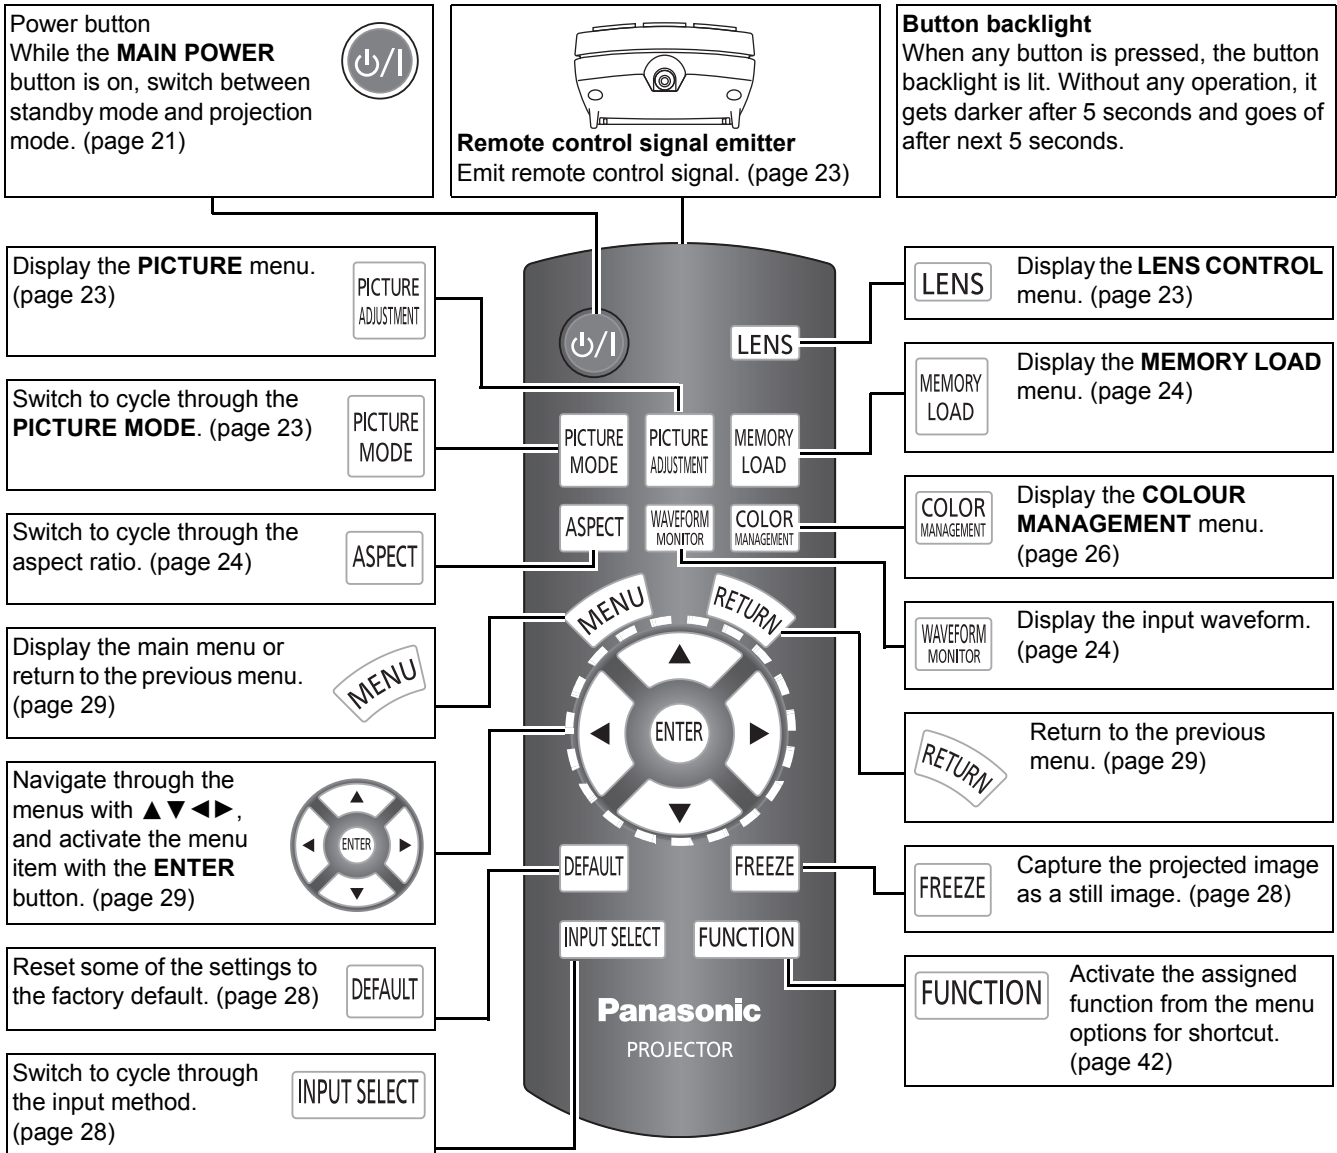 Power button
While the MAIN POWER
button is on, switch between
standby mode and projection
mode. (page 21)
⏻/I
Remote control signal emitter
Emit remote control signal. (page 23)
Button backlight
When any button is pressed, the button
backlight is lit. Without any operation, it
gets darker after 5 seconds and goes of
after next 5 seconds.
Display the PICTURE menu.
(page 23)
PICTURE
ADJUSTMENT
Switch to cycle through the
PICTURE MODE. (page 23)
PICTURE
MODE
Switch to cycle through the
aspect ratio. (page 24)
ASPECT
Display the main menu or
return to the previous menu.
(page 29)
MENU
Navigate through the
menus with ▲▼◀▶,
and activate the menu
item with the ENTER
button. (page 29)
ENTER
Reset some of the settings to
the factory default. (page 28)
DEFAULT
Switch to cycle through
the input method.
(page 28)
INPUT SELECT
⏻/I
LENS
PICTURE
MODE
PICTURE
ADJUSTMENT
MEMORY
LOAD
ASPECT
WAVEFORM
MONITOR
COLOR
MANAGEMENT
MENU
RETURN
ENTER
DEFAULT
FREEZE
INPUT SELECT
FUNCTION
Panasonic
PROJECTOR
LENS
Display the LENS CONTROL
menu. (page 23)
MEMORY
LOAD
Display the MEMORY LOAD
menu. (page 24)
COLOR
MANAGEMENT
Display the COLOUR
MANAGEMENT menu.
(page 26)
WAVEFORM
MONITOR
Display the input waveform.
(page 24)
RETURN
Return to the previous
menu. (page 29)
FREEZE
Capture the projected image
as a still image. (page 28)
FUNCTION
Activate the assigned
function from the menu
options for shortcut.
(page 42)